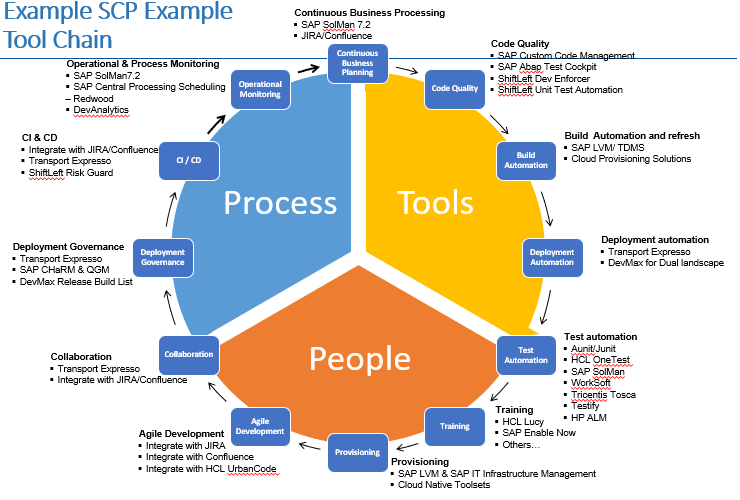 Example SCP Example
Tool Chain
Continuous Business Processing
▪ SAP SolMan 7.2
▪ JIRA/Confluence
Continuous
Business
Planning
Code Quality
▪ SAP Custom Code Management
▪ SAP Abap Test Cockpit
▪ ShiftLeft Dev Enforcer
▪ ShiftLeft Unit Test Automation
Code Quality
Build Automation and refresh
▪ SAP LVM/ TDMS
▪ Cloud Provisioning Solutions
Build
Automation
Deployment automation
▪ Transport Expresso
▪ DevMax for Dual landscape
Deployment
Automation
Test automation
▪ Aunit/Junit
▪ HCL OneTest
▪ SAP SolMan
▪ WorkSoft
▪ Tricentis Tosca
▪ Testify
▪ HP ALM
Test
Automation
Training
▪ HCL Lucy
▪ SAP Enable Now
▪ Others…
Training
Provisioning
▪ SAP LVM & SAP IT Infrastructure Management
▪ Cloud Native Toolsets
Provisioning
Agile Development
▪ Integrate with JIRA
▪ Integrate with Confluence
▪ Integrate with HCL UrbanCode
Agile
Development
Collaboration
▪ Transport Expresso
▪ Integrate with JIRA/Confluence
Collaboration
Deployment Governance
▪ Transport Expresso
▪ SAP CHaRM & QGM
▪ DevMax Release Build List
Deployment
Governance
CI & CD
▪ Integrate with JIRA/Confluence
▪ Transport Expresso
▪ ShiftLeft Risk Guard
CI / CD
Operational & Process Monitoring
▪ SAP SolMan7.2
▪ SAP Central Processing Scheduling
– Redwood
▪ DevAnalytics
Operational
Monitoring
Process
Tools
People